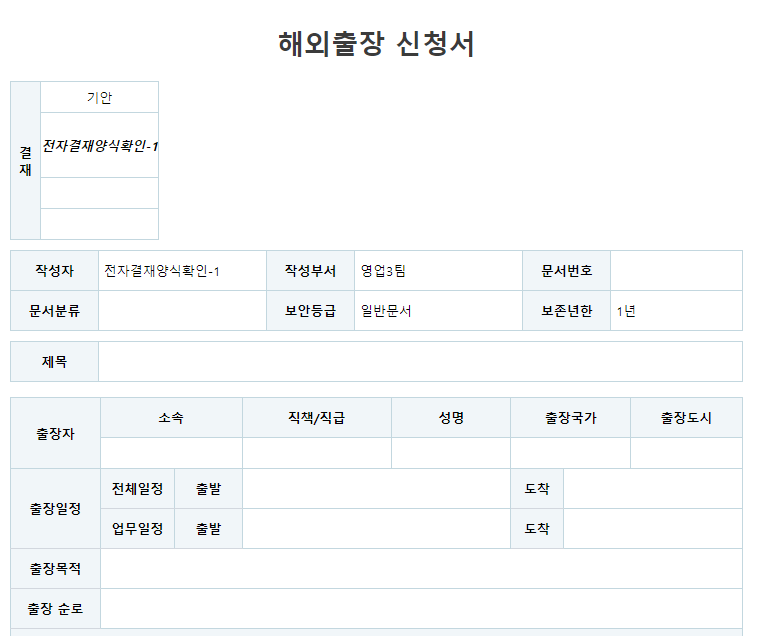 해외출장 신청서
결재
기안
전자결재양식확인-1
작성자 전자결재양식확인-1 작성부서 영업3팀 문서번호
문서분류 보안등급 일반문서 보존년한 1년
제목
출장자 소속 직책/직급 성명 출장국가 출장도시
출장일정 전체일정 출발 도착
업무일정 출발 도착
출장목적
출장 순로